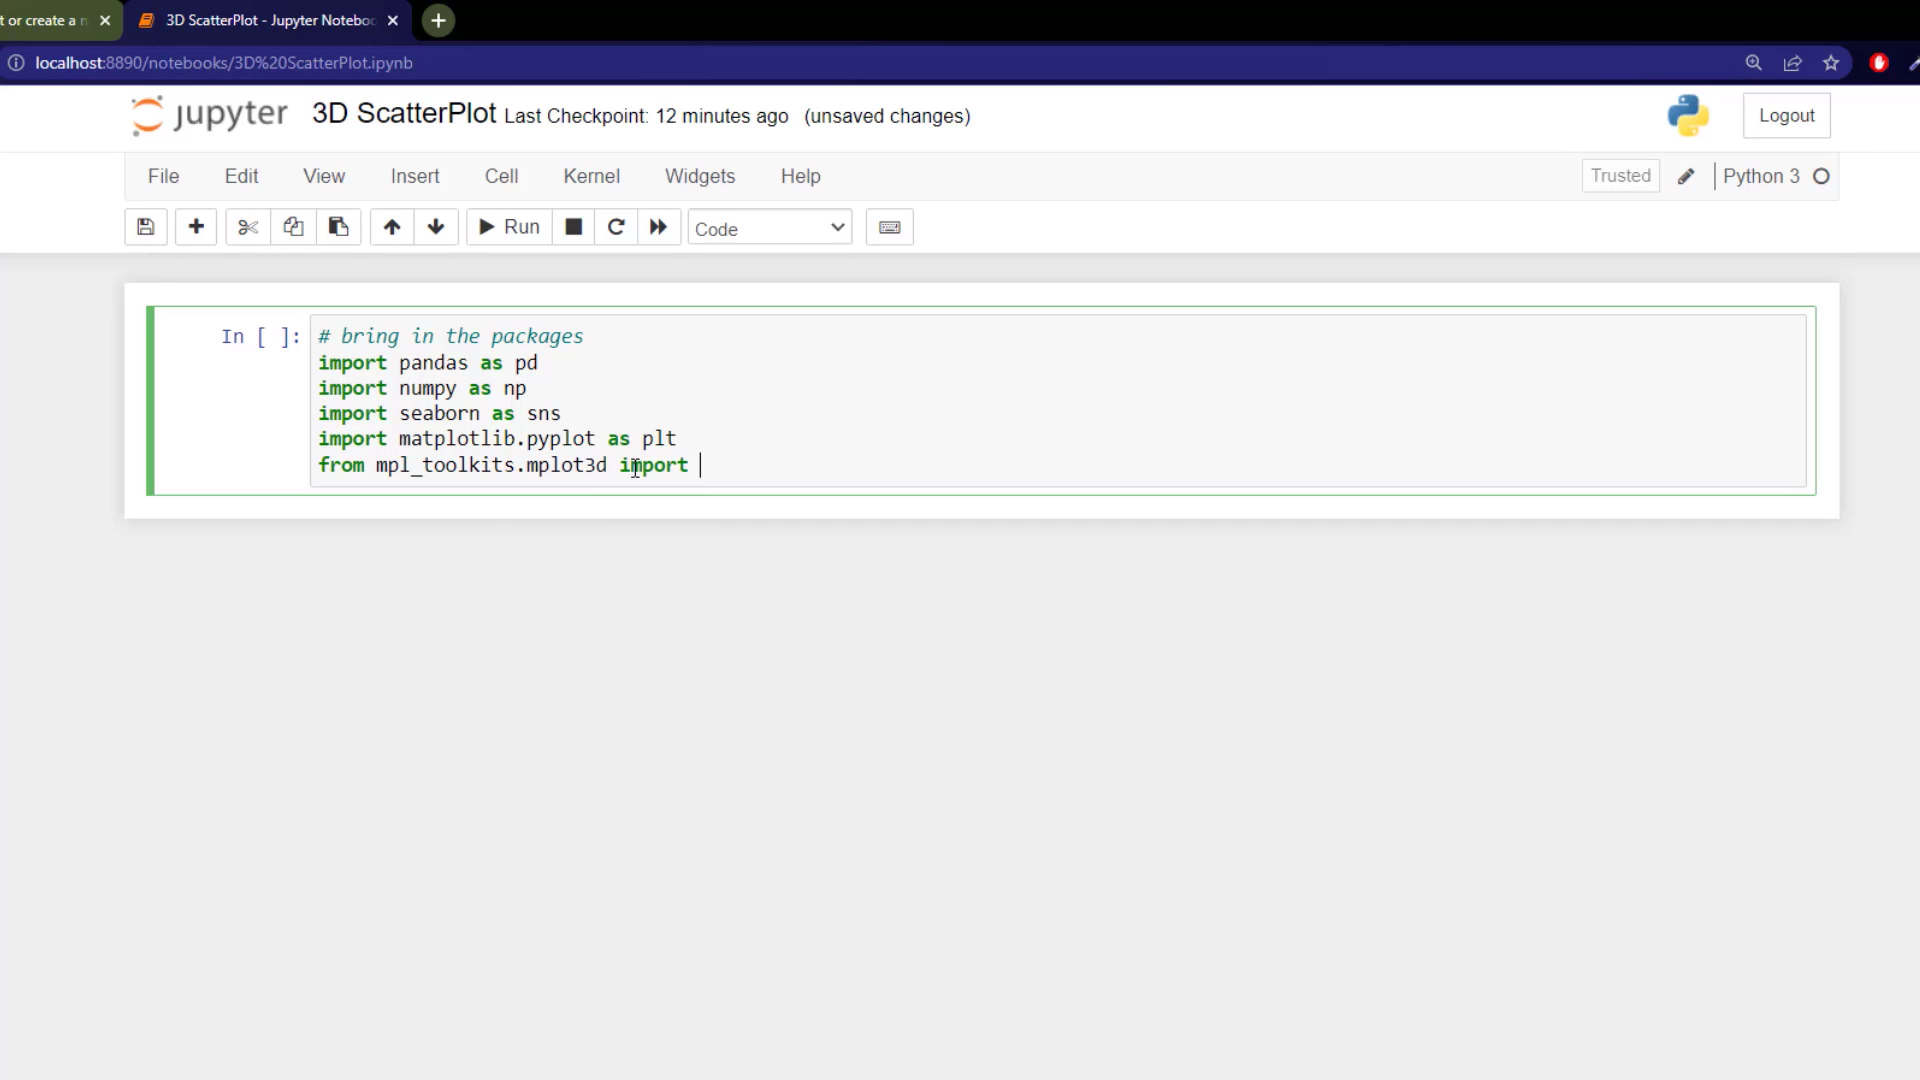 t or create a n
3D ScatterPlot - Jupyter Noteboo
localhost:8890/notebooks/3D%20ScatterPlot.ipynb
jupyter 3D ScatterPlot Last Checkpoint: 12 minutes ago (unsaved changes)
Logout
File Edit View Insert Cell Kernel Widgets Help
Trusted Python 3
Run Code
In [ ]: # bring in the packages
import pandas as pd
import numpy as np
import seaborn as sns
import matplotlib.pyplot as plt
from mpl_toolkits.mplot3d import